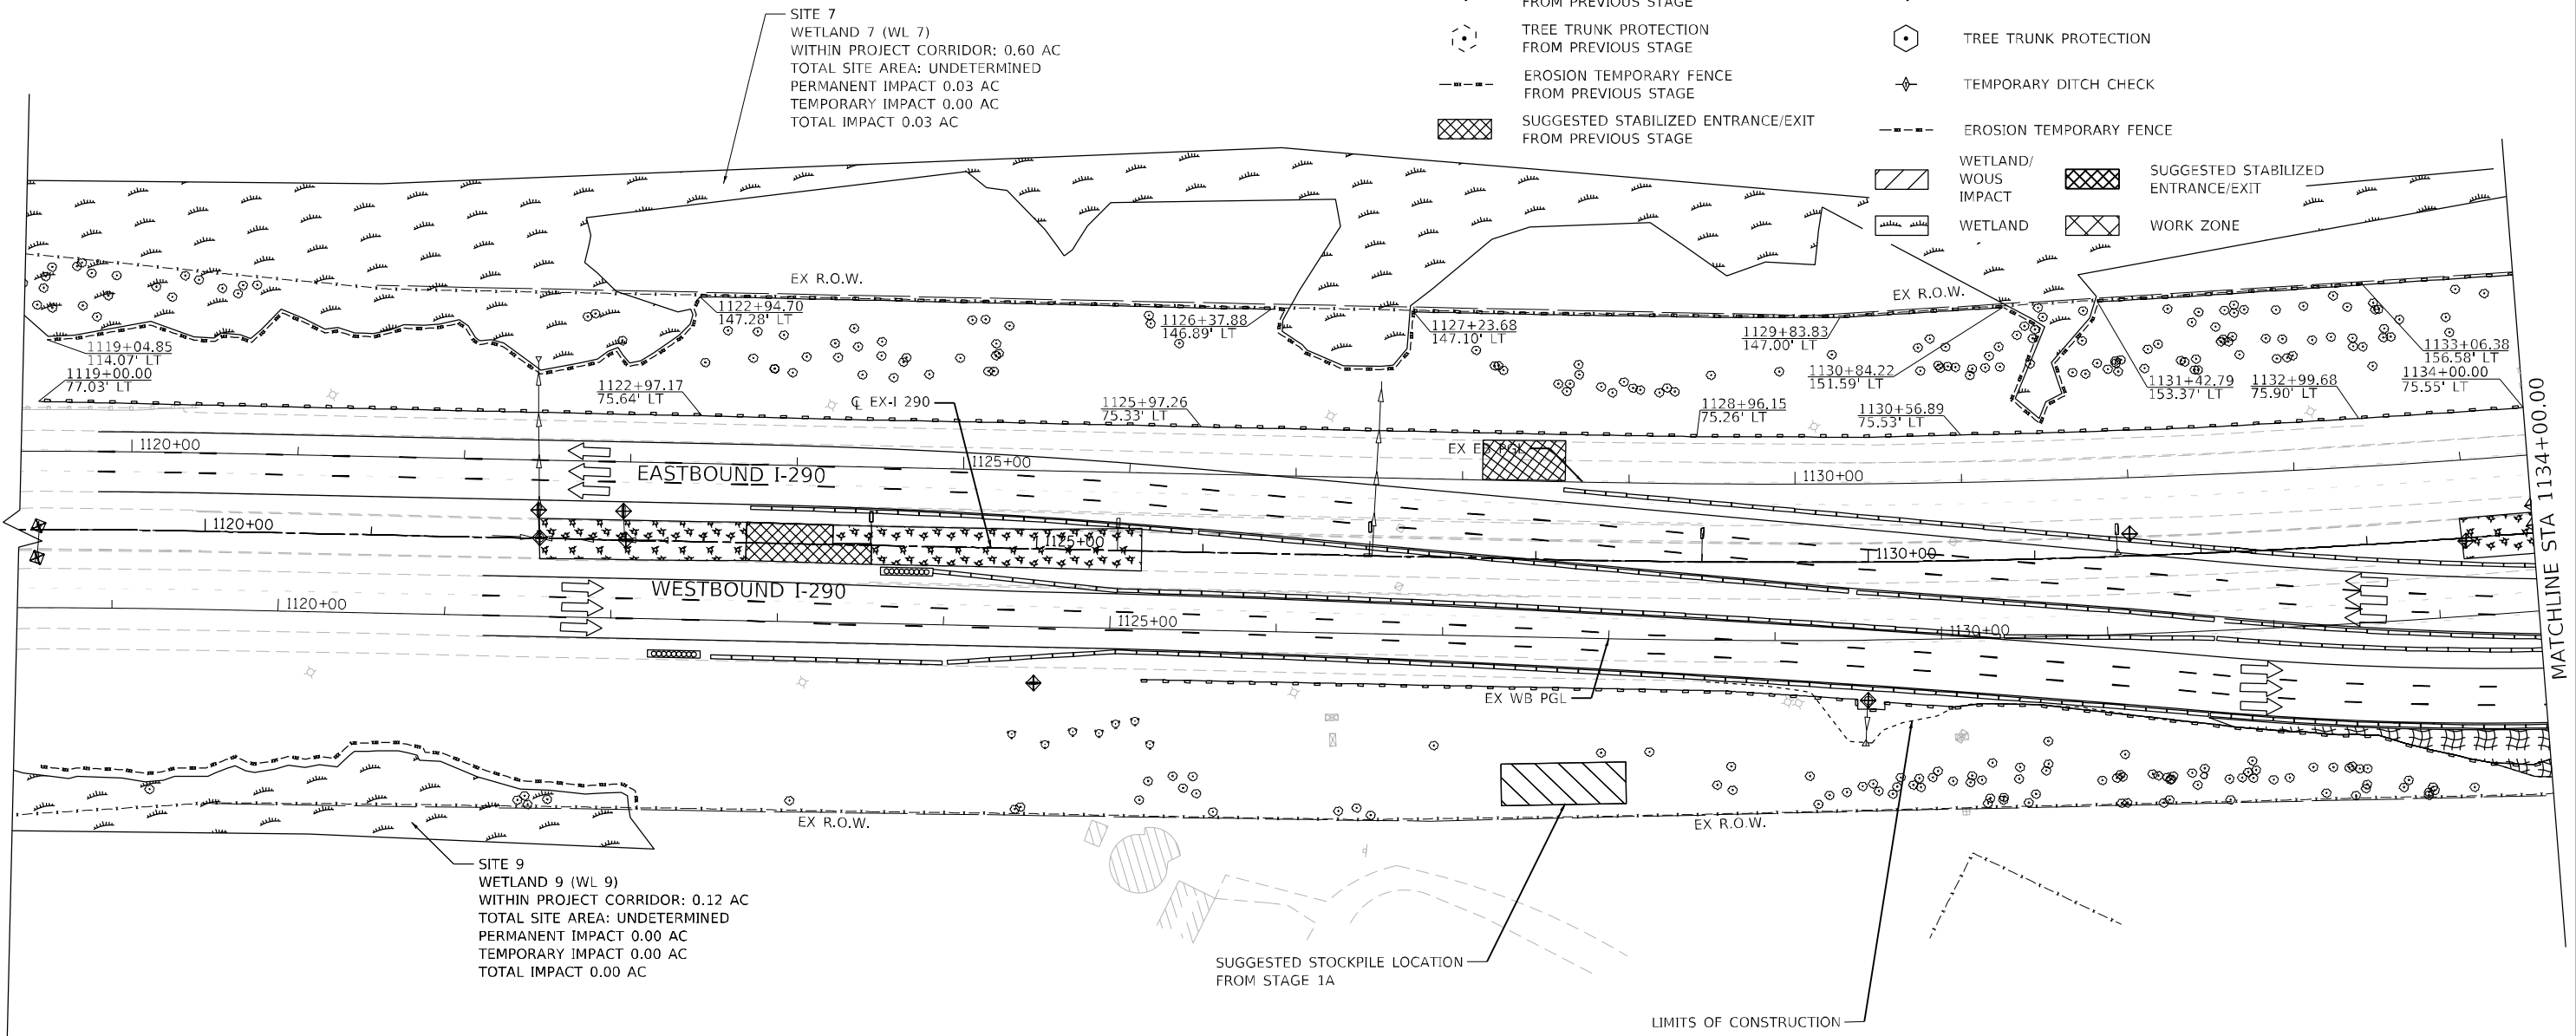 SITE 7
WETLAND 7 (WL 7)
WITHIN PROJECT CORRIDOR: 0.60 AC
TOTAL SITE AREA: UNDETERMINED
PERMANENT IMPACT 0.03 AC
TEMPORARY IMPACT 0.00 AC
TOTAL IMPACT 0.03 AC
FROM PREVIOUS STAGE
TREE TRUNK PROTECTION
FROM PREVIOUS STAGE
EROSION TEMPORARY FENCE
FROM PREVIOUS STAGE
SUGGESTED STABILIZED ENTRANCE/EXIT
FROM PREVIOUS STAGE
TREE TRUNK PROTECTION
TEMPORARY DITCH CHECK
EROSION TEMPORARY FENCE
WETLAND/
WOUS
IMPACT
SUGGESTED STABILIZED
ENTRANCE/EXIT
WETLAND
WORK ZONE
EX R.O.W.
EX R.O.W.
1122+94.70
147.28' LT
1126+37.88
146.89' LT
1127+23.68
147.10' LT
1129+83.83
147.00' LT
1119+04.85
114.07' LT
1119+00.00
77.03' LT
1122+97.17
75.64' LT
℄ EX-I 290
1125+97.26
75.33' LT
1128+96.15
75.26' LT
1130+84.22
151.59' LT
1130+56.89
75.53' LT
1131+42.79
153.37' LT
1132+99.68
75.90' LT
1133+06.38
156.58' LT
1134+00.00
75.55' LT
MATCHLINE STA 1134+00.00
1120+00
1125+00
EX EB PGL
1130+00
EASTBOUND I-290
1120+00
1125+00
1130+00
WESTBOUND I-290
1120+00
1125+00
1130+00
EX WB PGL
EX R.O.W.
EX R.O.W.
SITE 9
WETLAND 9 (WL 9)
WITHIN PROJECT CORRIDOR: 0.12 AC
TOTAL SITE AREA: UNDETERMINED
PERMANENT IMPACT 0.00 AC
TEMPORARY IMPACT 0.00 AC
TOTAL IMPACT 0.00 AC
SUGGESTED STOCKPILE LOCATION
FROM STAGE 1A
LIMITS OF CONSTRUCTION